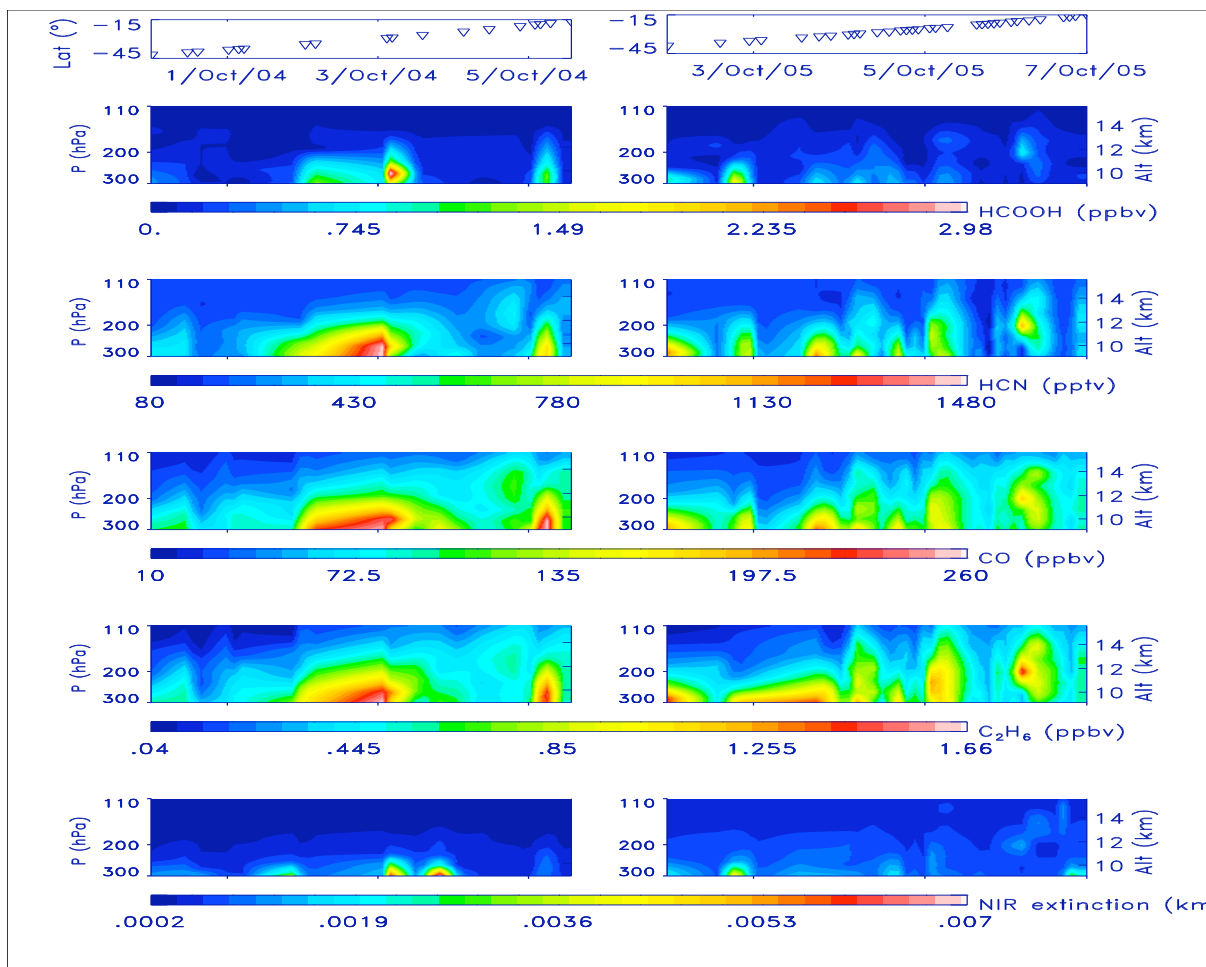 Lat (°) −15 −15
−45 −45
1/Oct/04 3/Oct/04 5/Oct/04 3/Oct/05 5/Oct/05 7/Oct/05
P (hPa) 110 200 300 110 200 300 14 12 10 Alt (km)
HCOOH (ppbv)
0. .745 1.49 2.235 2.98
P (hPa) 110 200 300 110 200 300 14 12 10 Alt (km)
HCN (pptv)
80 430 780 1130 1480
P (hPa) 110 200 300 110 200 300 14 12 10 Alt (km)
CO (ppbv)
10 72.5 135 197.5 260
P (hPa) 110 200 300 110 200 300 14 12 10 Alt (km)
C₂H₆ (ppbv)
.04 .445 .85 1.255 1.66
P (hPa) 110 200 300 110 200 300 14 12 10 Alt (km)
NIR extinction (km
.0002 .0019 .0036 .0053 .007